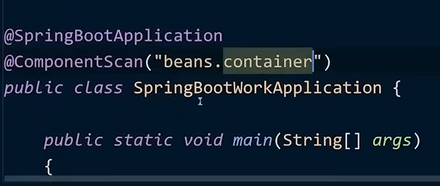 @SpringBootApplication
@ComponentScan("beans.container")
public class SpringBootWorkApplication {
public static void main(String[] args)
{